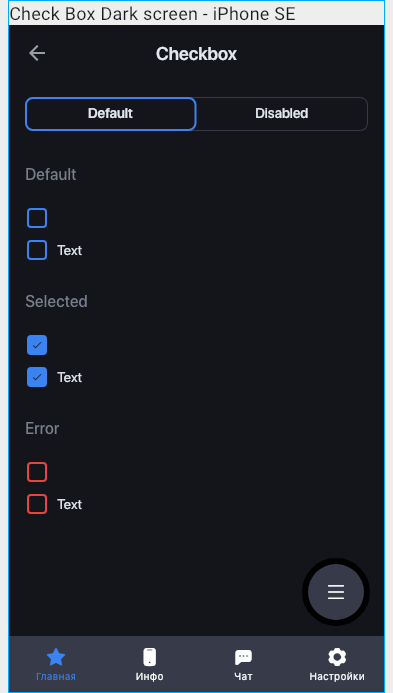 Check Box Dark screen - iPhone SE
Checkbox
Default Disabled
Default
Text
Selected
Text
Error
Text
Главная Инфо Чат Настройки